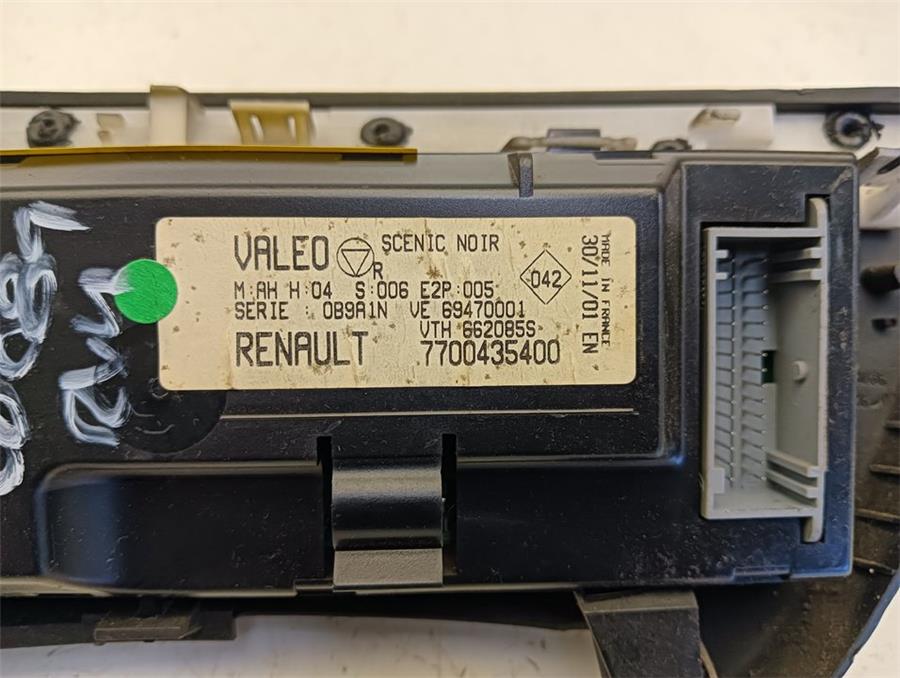 VALEO R SCENIC NOIR
042
M:AH H:04 S:006 E2P:005
SERIE : 0B9A1N VE 69470001
VTH 662085S
RENAULT 7700435400
MADE IN FRANCE
30/11/01 EN